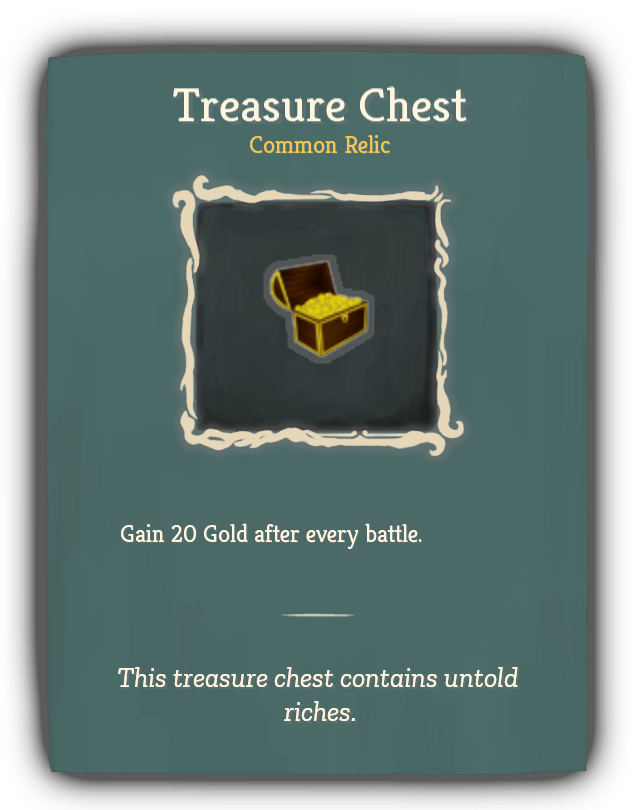 Treasure Chest
Common Relic
Gain 20 Gold after every battle.
This treasure chest contains untold
riches.